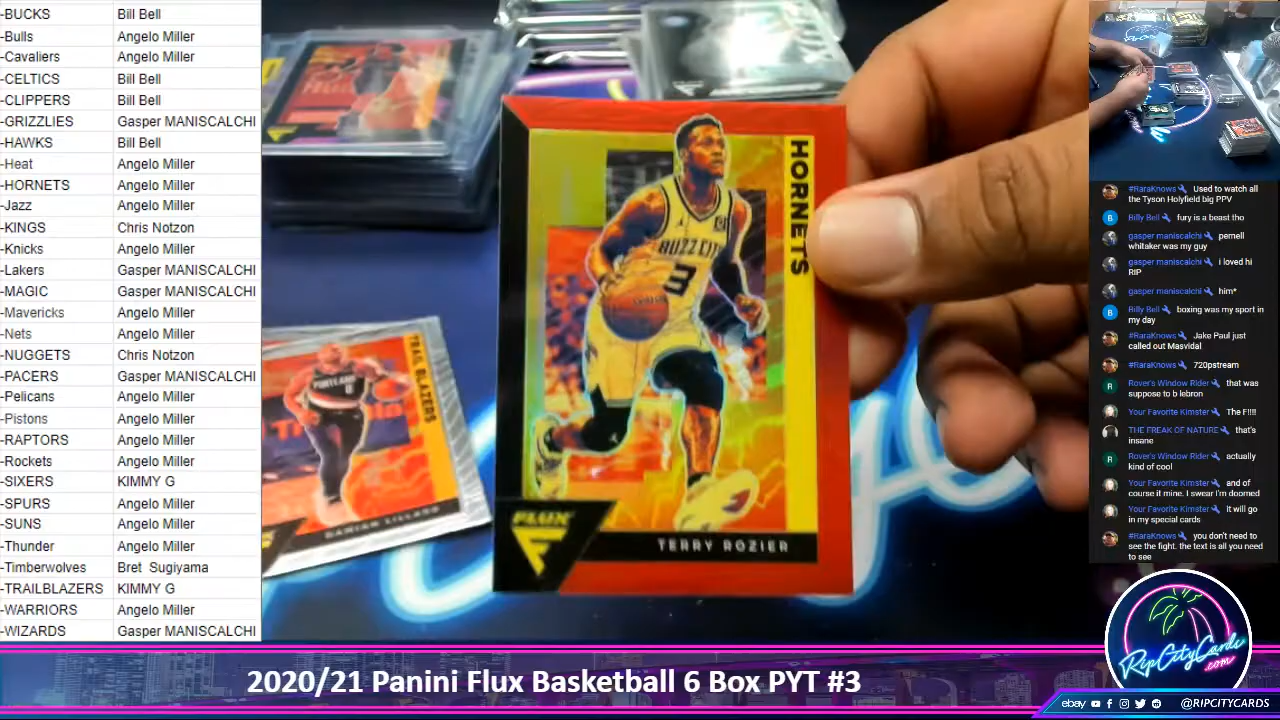 -BUCKS Bill Bell
-Bulls Angelo Miller
-Cavaliers Angelo Miller
-CELTICS Bill Bell
-CLIPPERS Bill Bell
-GRIZZLIES Gasper MANISCALCHI
-HAWKS Bill Bell
-Heat Angelo Miller
-HORNETS Angelo Miller
-Jazz Angelo Miller
-KINGS Chris Notzon
-Knicks Angelo Miller
-Lakers Gasper MANISCALCHI
-MAGIC Gasper MANISCALCHI
-Mavericks Angelo Miller
-Nets Angelo Miller
-NUGGETS Chris Notzon
-PACERS Gasper MANISCALCHI
-Pelicans Angelo Miller
-Pistons Angelo Miller
-RAPTORS Angelo Miller
-Rockets Angelo Miller
-SIXERS KIMMY G
-SPURS Angelo Miller
-SUNS Angelo Miller
-Thunder Angelo Miller
-Timberwolves Bret Sugiyama
-TRAILBLAZERS KIMMY G
-WARRIORS Angelo Miller
-WIZARDS Gasper MANISCALCHI
HORNETS
BUZZ CITY
3
FLUX
TERRY ROZIER
TRAIL BLAZERS
PORTLAND
DAMIAN LILLARD
#RaraKnows Used to watch all
the Tyson Holyfield big PPV
Billy Bell fury is a beast tho
gasper maniscalchi pernell
whitaker was my guy
gasper maniscalchi i loved hi
RIP
gasper maniscalchi him*
Billy Bell boxing was my sport in
my day
#RaraKnows Jake Paul just
called out Masvidal
#RaraKnows 720pstream
Rover's Window Rider that was
suppose to b lebron
Your Favorite Kimster The F!!!!
THE FREAK OF NATURE that's
insane
Rover's Window Rider actually
kind of cool
Your Favorite Kimster and of
course it mine. I swear I'm doomed
Your Favorite Kimster it will go
in my special cards
#RaraKnows you don't need to
see the fight. the text is all you need
to see
RipCityCards
.com
2020/21 Panini Flux Basketball 6 Box PYT #3
ebay @RIPCITYCARDS